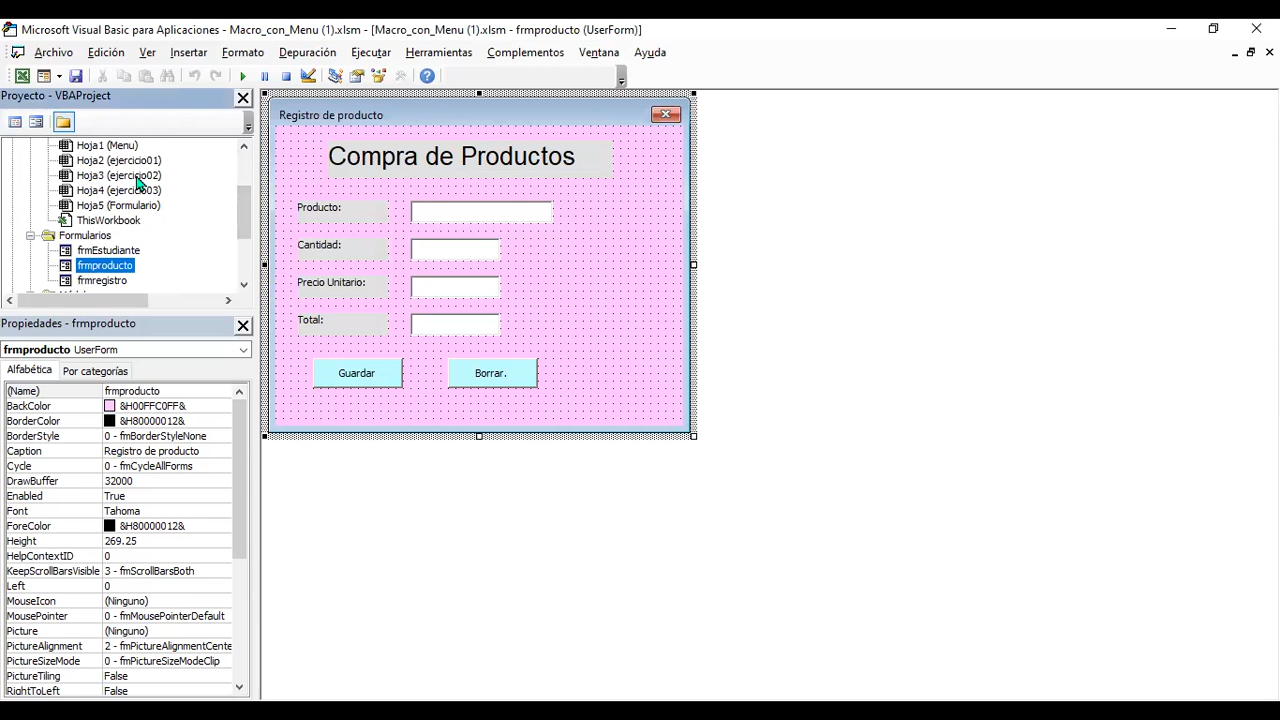 Microsoft Visual Basic para Aplicaciones - Macro_con_Menu (1).xlsm - [Macro_con_Menu (1).xlsm - frmproducto (UserForm)]
Archivo Edición Ver Insertar Formato Depuración Ejecutar Herramientas Complementos Ventana Ayuda
Proyecto - VBAProject
Hoja1 (Menu)
Hoja2 (ejercicio01)
Hoja3 (ejercicio02)
Hoja4 (ejercicio03)
Hoja5 (Formulario)
ThisWorkbook
Formularios
frmEstudiante
frmproducto
frmregistro
Propiedades - frmproducto
frmproducto UserForm
Alfabética Por categorías
(Name) frmproducto
BackColor &H00FFC0FF&
BorderColor &H80000012&
BorderStyle 0 - fmBorderStyleNone
Caption Registro de producto
Cycle 0 - fmCycleAllForms
DrawBuffer 32000
Enabled True
Font Tahoma
ForeColor &H80000012&
Height 269.25
HelpContextID 0
KeepScrollBarsVisible 3 - fmScrollBarsBoth
Left 0
MouseIcon (Ninguno)
MousePointer 0 - fmMousePointerDefault
Picture (Ninguno)
PictureAlignment 2 - fmPictureAlignmentCente
PictureSizeMode 0 - fmPictureSizeModeClip
PictureTiling False
RightToLeft False
Registro de producto
Compra de Productos
Producto:
Cantidad:
Precio Unitario:
Total:
Guardar Borrar.